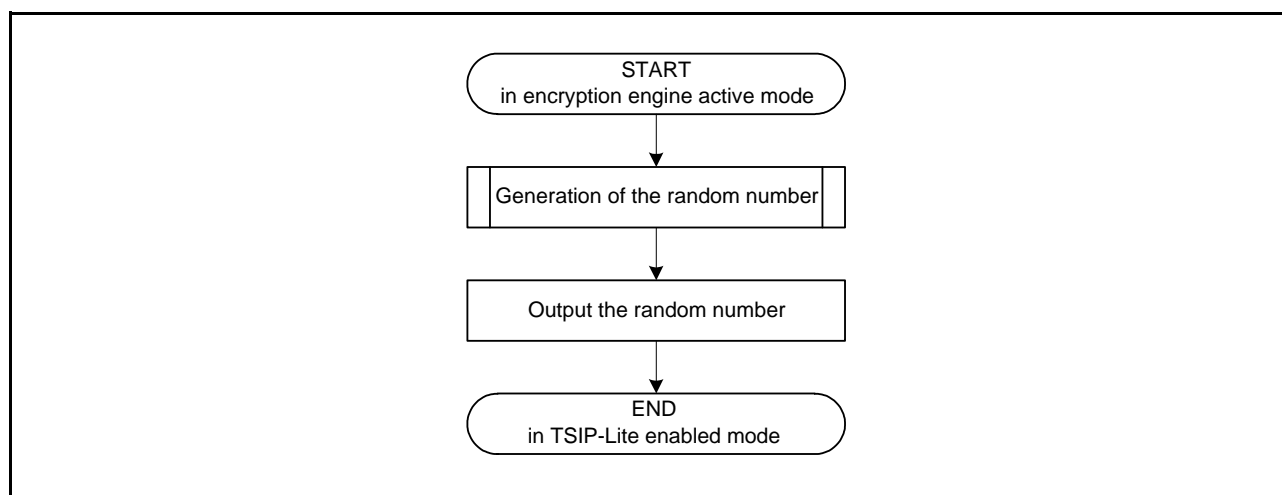 START
in encryption engine active mode
Generation of the random number
Output the random number
END
in TSIP-Lite enabled mode